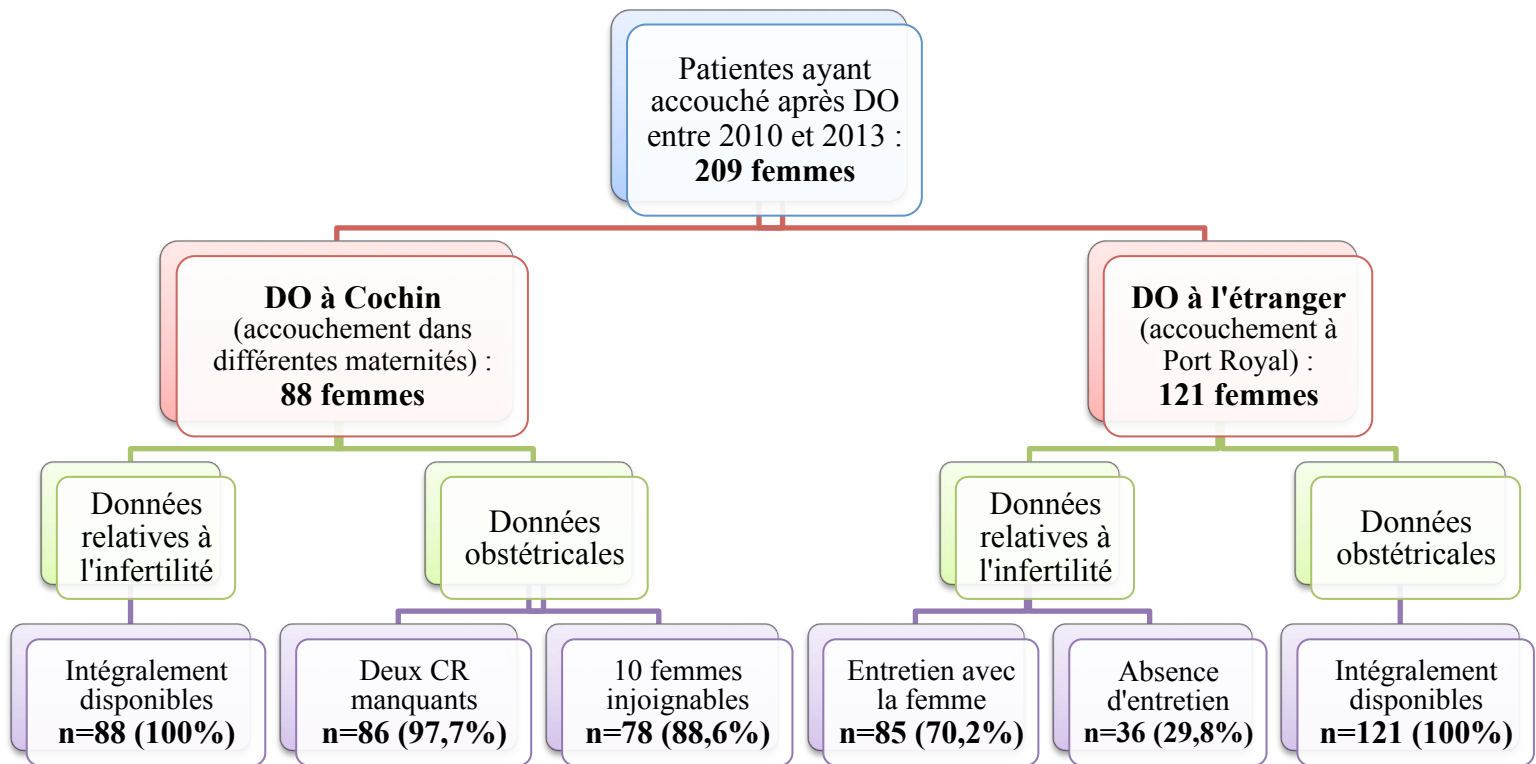 Patientes ayant
accouché après DO
entre 2010 et 2013 :
209 femmes
DO à Cochin
(accouchement dans
différentes maternités) :
88 femmes
DO à l'étranger
(accouchement à
Port Royal) :
121 femmes
Données
relatives à
l'infertilité
Données
obstétricales
Données
relatives à
l'infertilité
Données
obstétricales
Intégralement
disponibles
n=88 (100%)
Deux CR
manquants
n=86 (97,7%)
10 femmes
injoignables
n=78 (88,6%)
Entretien avec
la femme
n=85 (70,2%)
Absence
d'entretien
n=36 (29,8%)
Intégralement
disponibles
n=121 (100%)